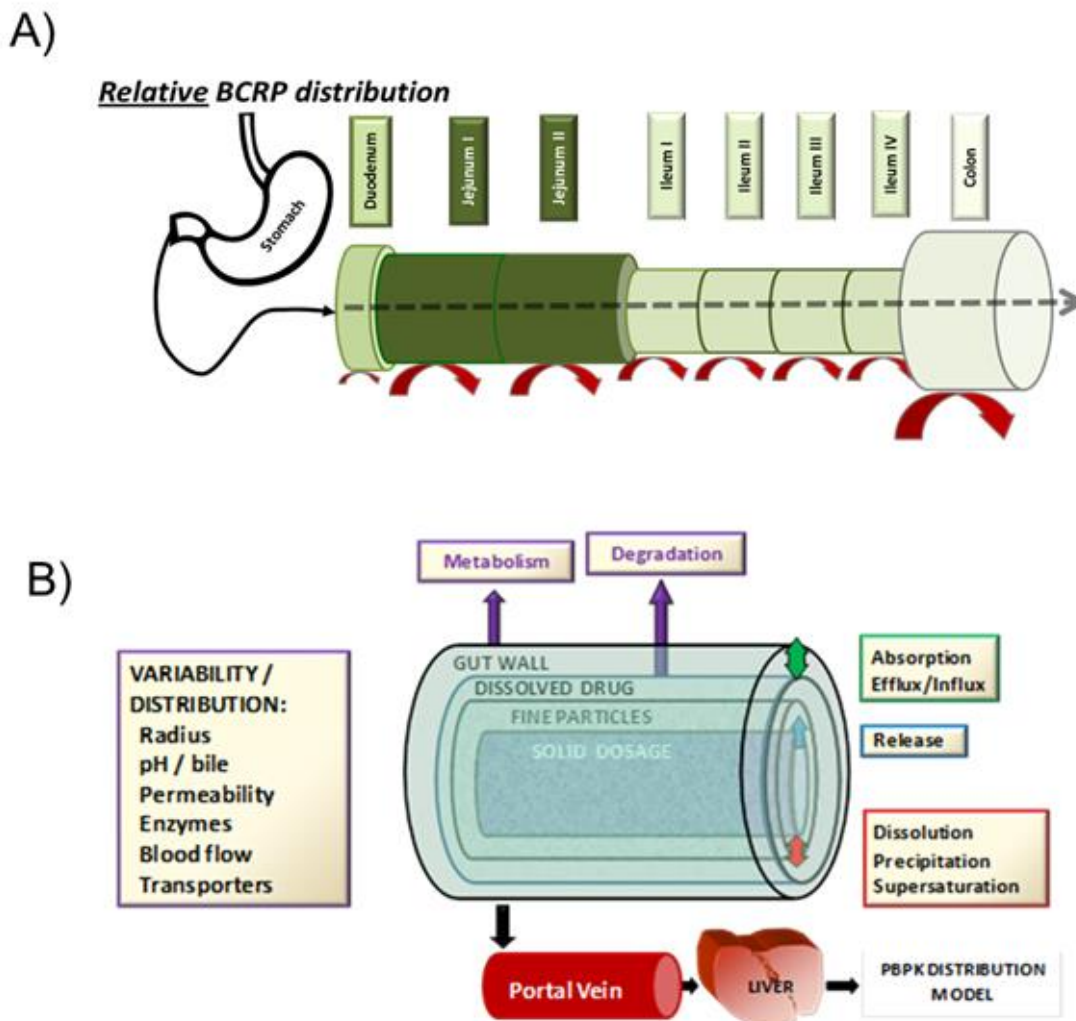 A)
Relative BCRP distribution
Stomach
Duodenum
Jejunum I
Jejunum II
Ileum I
Ileum II
Ileum III
Ileum IV
Colon
B)
Metabolism
Degradation
VARIABILITY /
DISTRIBUTION:
Radius
pH / bile
Permeability
Enzymes
Blood flow
Transporters
GUT WALL
DISSOLVED DRUG
FINE PARTICLES
SOLID DOSAGE
Absorption
Efflux/Influx
Release
Dissolution
Precipitation
Supersaturation
Portal Vein
LIVER
PBPK DISTRIBUTION
MODEL